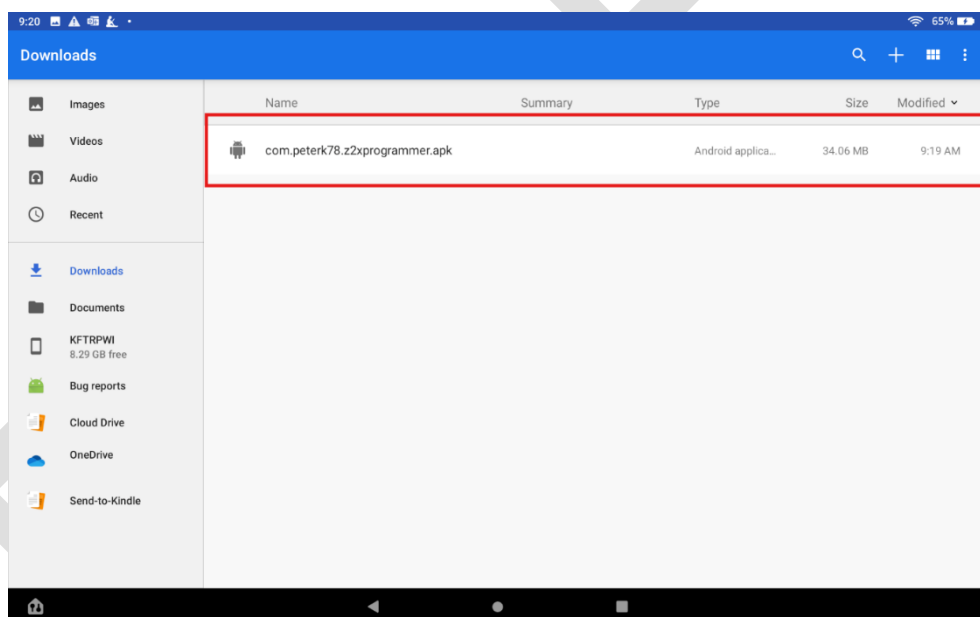 9:20
65%
Downloads
Images
Videos
Audio
Recent
Downloads
Documents
KFTRPWI
8.29 GB free
Bug reports
Cloud Drive
OneDrive
Send-to-Kindle
Name Summary Type Size Modified
com.peterk78.z2xprogrammer.apk Android applica... 34.06 MB 9:19 AM